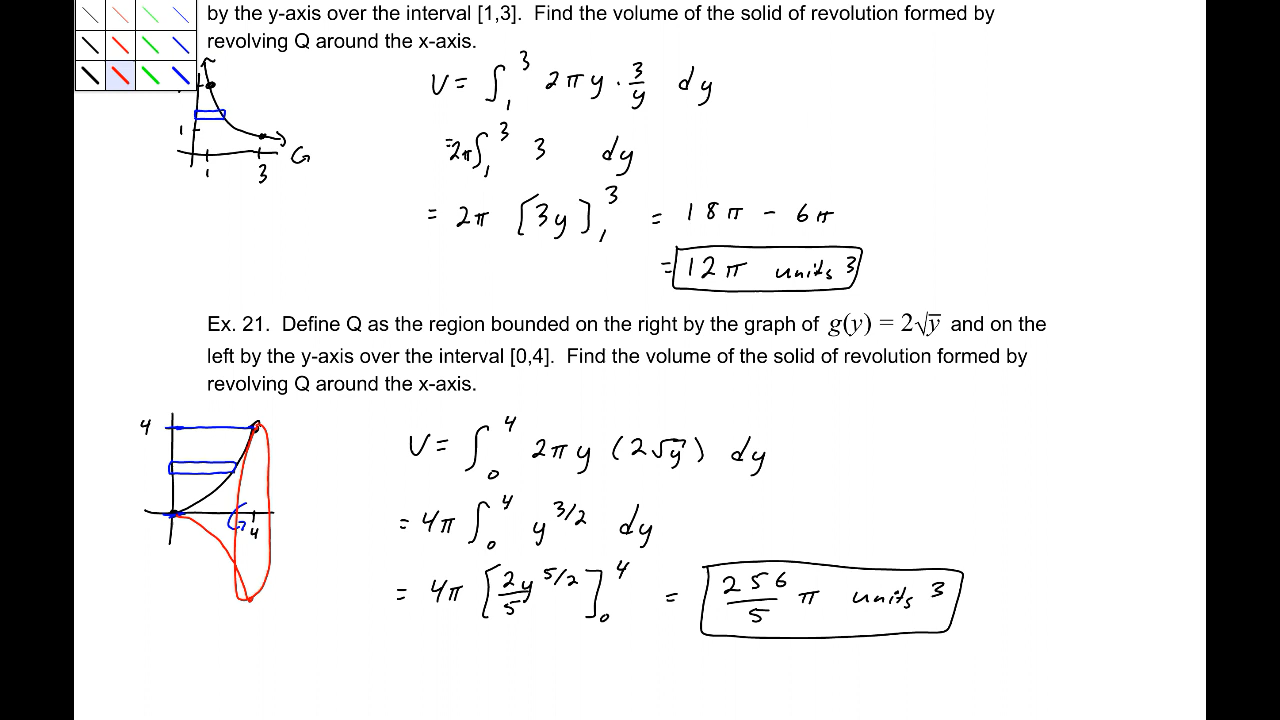 by the y-axis over the interval [1,3].  Find the volume of the solid of revolution formed by
revolving Q around the x-axis.
V = ∫₁³ 2πy · 3/y dy
1
1 3
= 2π ∫₁³ 3 dy
= 2π [3y]₁³ = 18π - 6π
= 12π units³
Ex. 21.  Define Q as the region bounded on the right by the graph of g(y) = 2√y and on the
left by the y-axis over the interval [0,4].  Find the volume of the solid of revolution formed by
revolving Q around the x-axis.
4
4
V = ∫₀⁴ 2πy (2√y) dy
= 4π ∫₀⁴ y^3/2 dy
= 4π [2y^5/2 / 5]₀⁴ = 256/5 π units³